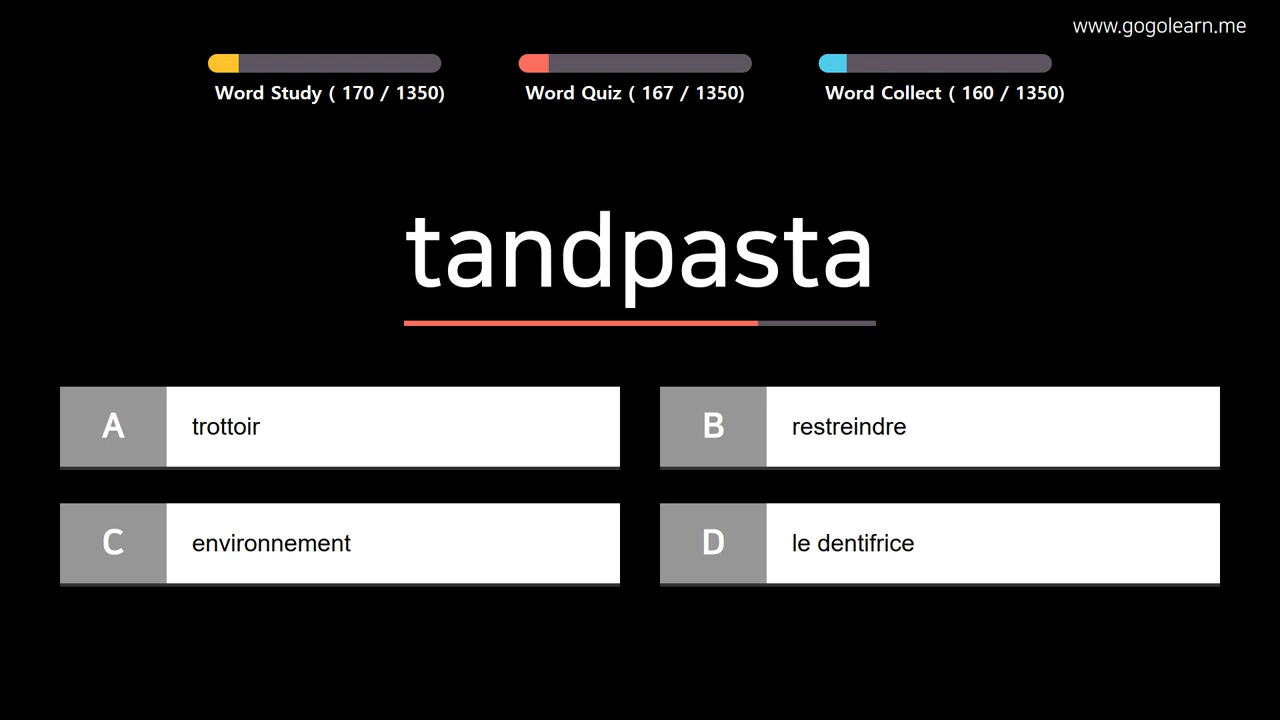 www.gogolearn.me
Word Study ( 170 / 1350)
Word Quiz ( 167 / 1350)
Word Collect ( 160 / 1350)
tandpasta
A
trottoir
B
restreindre
C
environnement
D
le dentifrice